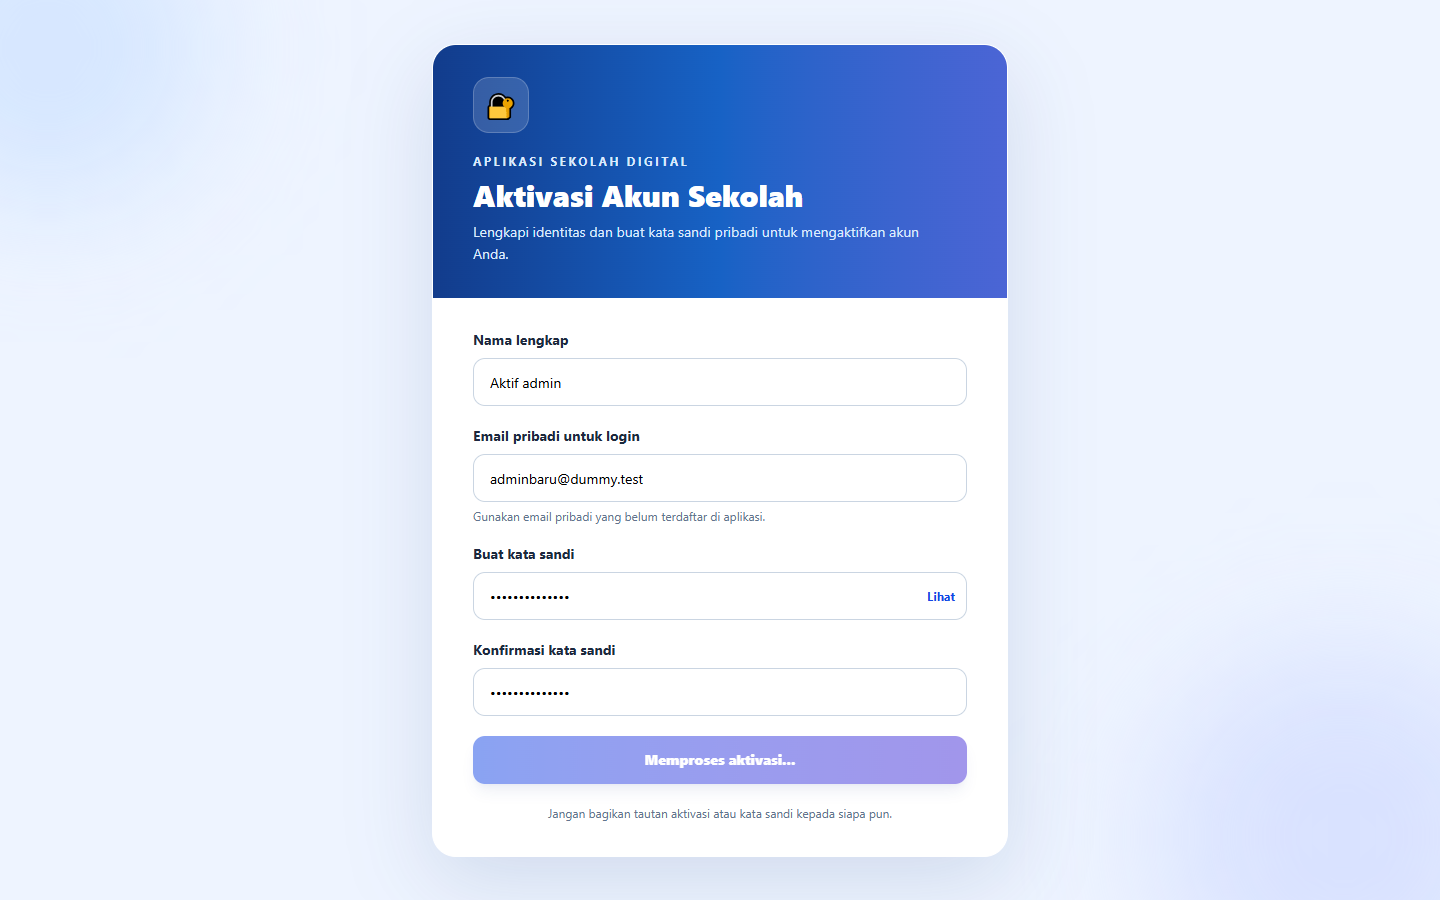 APLIKASI SEKOLAH DIGITAL
Aktivasi Akun Sekolah
Lengkapi identitas dan buat kata sandi pribadi untuk mengaktifkan akun
Anda.
Nama lengkap
Aktif admin
Email pribadi untuk login
adminbaru@dummy.test
Gunakan email pribadi yang belum terdaftar di aplikasi.
Buat kata sandi
••••••••••••••
Lihat
Konfirmasi kata sandi
••••••••••••••
Memproses aktivasi...
Jangan bagikan tautan aktivasi atau kata sandi kepada siapa pun.